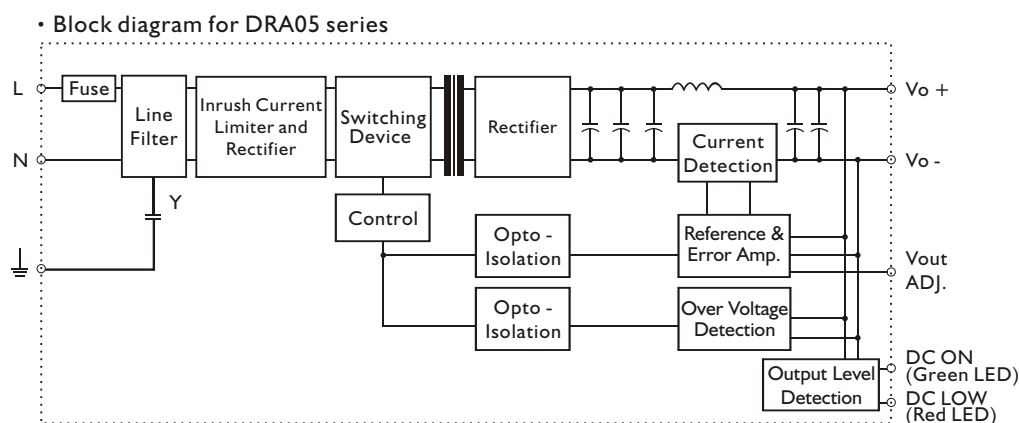 • Block diagram for DRA05 series
L
Fuse
Line
Filter
Inrush Current
Limiter and
Rectifier
Switching
Device
Rectifier
Vo +
N
Current
Detection
Vo -
Y
Control
Opto -
Isolation
Reference &
Error Amp.
Vout
ADJ.
Opto -
Isolation
Over Voltage
Detection
Output Level
Detection
DC ON
(Green LED)
DC LOW
(Red LED)